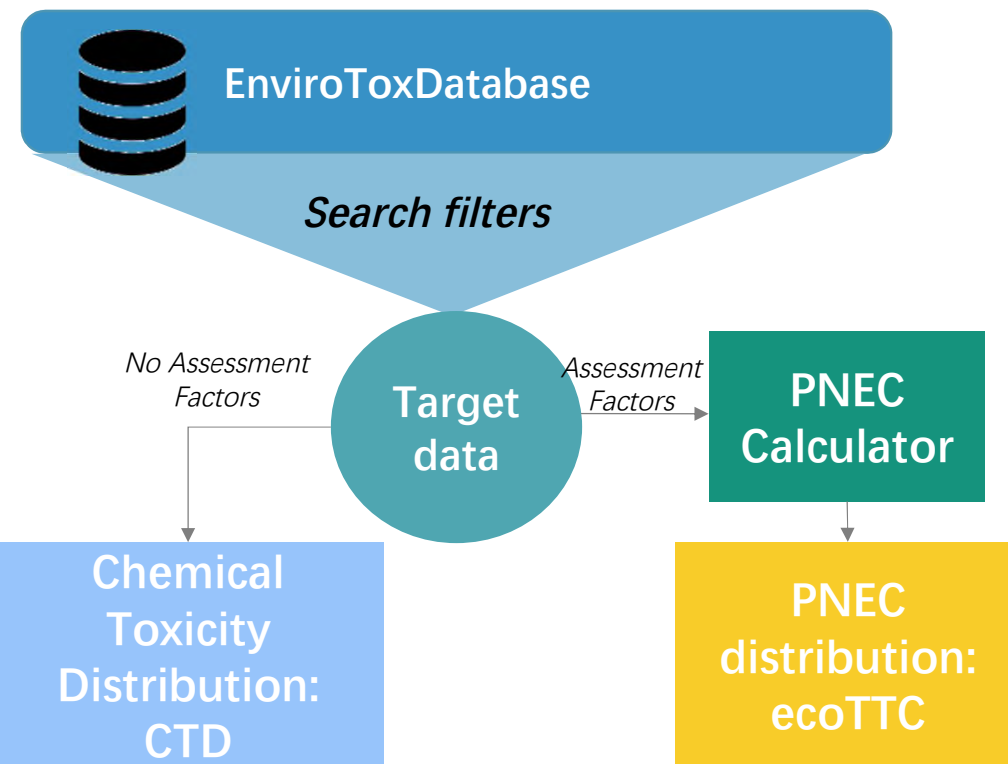 EnviroToxDatabase
Search filters
No Assessment
Factors
Assessment
Factors
Target
data
PNEC
Calculator
Chemical
Toxicity
Distribution:
CTD
PNEC
distribution:
ecoTTC